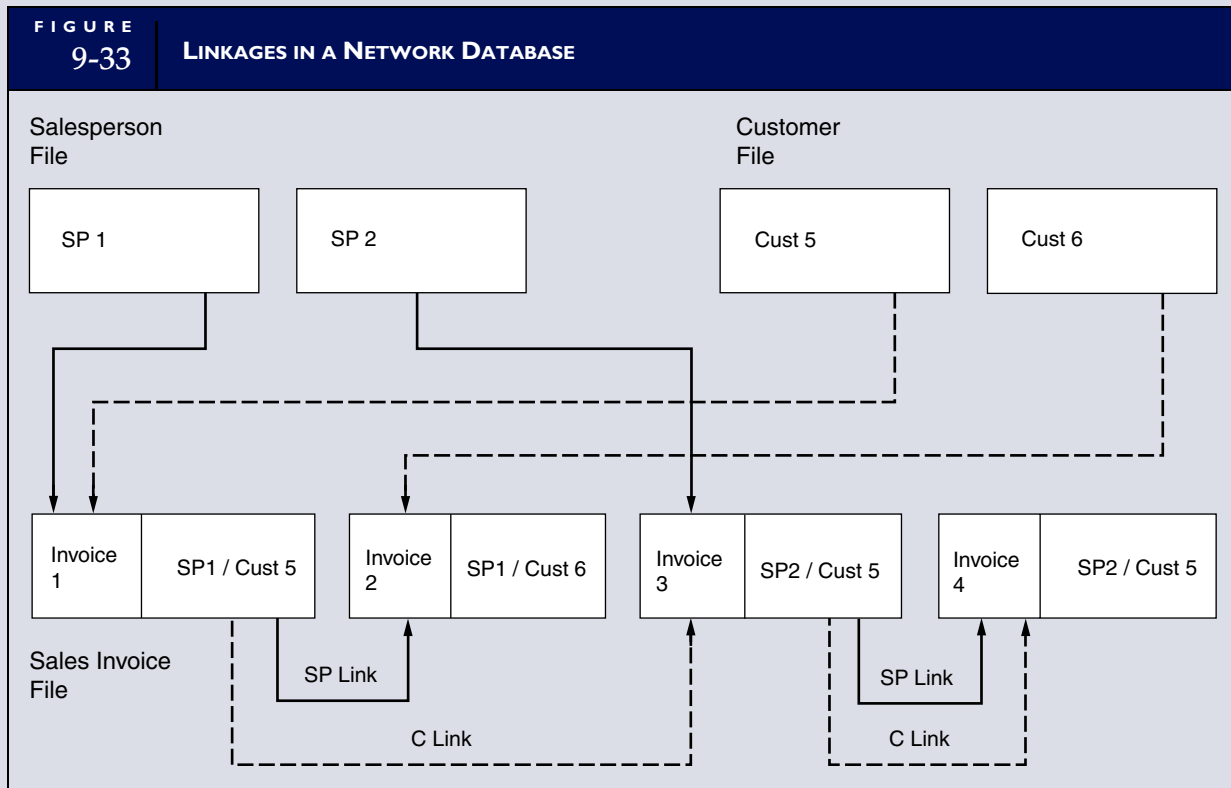 FIGURE
9-33
LINKAGES IN A NETWORK DATABASE
Salesperson
File
Customer
File
SP 1
SP 2
Cust 5
Cust 6
Invoice
1
SP1 / Cust 5
Invoice
2
SP1 / Cust 6
Invoice
3
SP2 / Cust 5
Invoice
4
SP2 / Cust 5
Sales Invoice
File
SP Link
SP Link
C Link
C Link